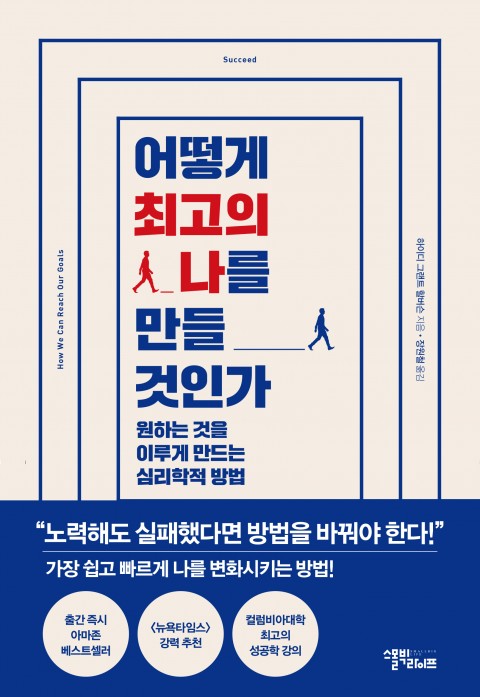 Succeed
How We Can Reach Our Goals
어떻게
최고의
나를
만들
것인가
원하는 것을
이루게 만드는
심리학적 방법
하이디 그랜트 할버슨 지음 • 장원철 옮김
“노력해도 실패했다면 방법을 바꿔야 한다!”
가장 쉽고 빠르게 나를 변화시키는 방법!
출간 즉시
아마존
베스트셀러
〈뉴욕타임스〉
강력 추천
컬럼비아대학
최고의
성공학 강의
스몰빅라이프